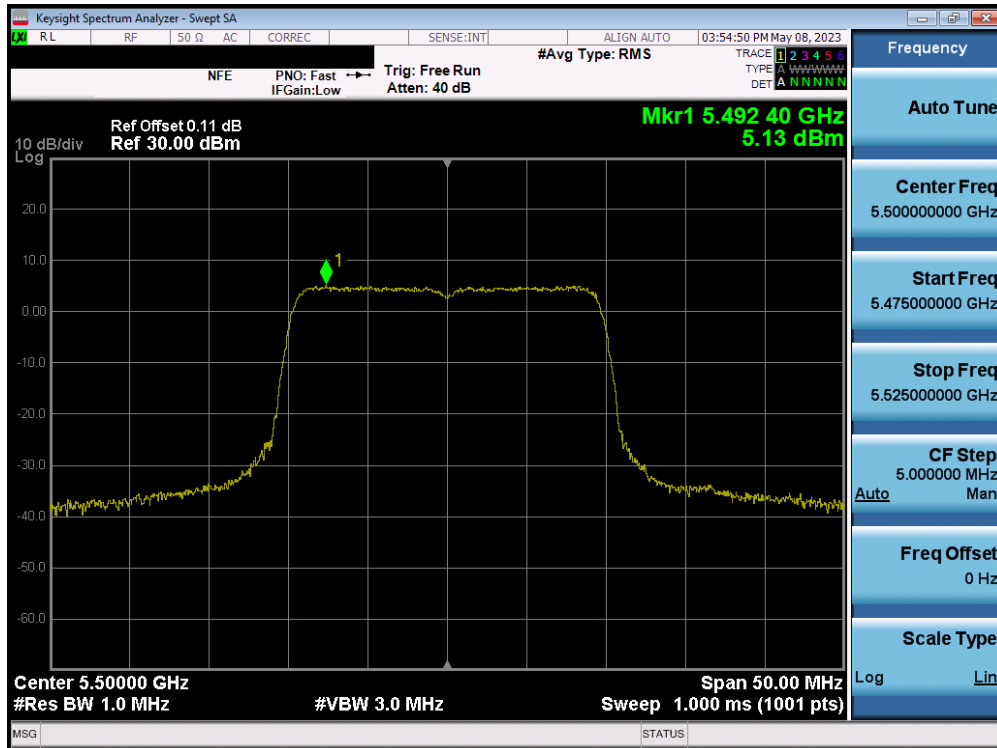 Keysight Spectrum Analyzer - Swept SA
LXI RL RF 50 Ω AC CORREC SENSE:INT ALIGN AUTO 03:54:50 PM May 08, 2023
#Avg Type: RMS
TRACE 1 2 3 4 5 6
TYPE A WWWWW
DET A N N N N N
NFE PNO: Fast Trig: Free Run
IFGain:Low Atten: 40 dB
Mkr1 5.492 40 GHz
5.13 dBm
Ref Offset 0.11 dB
10 dB/div Ref 30.00 dBm
Log
20.0
10.0
0.00
-10.0
-20.0
-30.0
-40.0
-50.0
-60.0
1
Center 5.50000 GHz Span 50.00 MHz
#Res BW 1.0 MHz #VBW 3.0 MHz Sweep 1.000 ms (1001 pts)
MSG STATUS
Frequency
Auto Tune
Center Freq
5.500000000 GHz
Start Freq
5.475000000 GHz
Stop Freq
5.525000000 GHz
CF Step
5.000000 MHz
Auto Man
Freq Offset
0 Hz
Scale Type
Log Lin